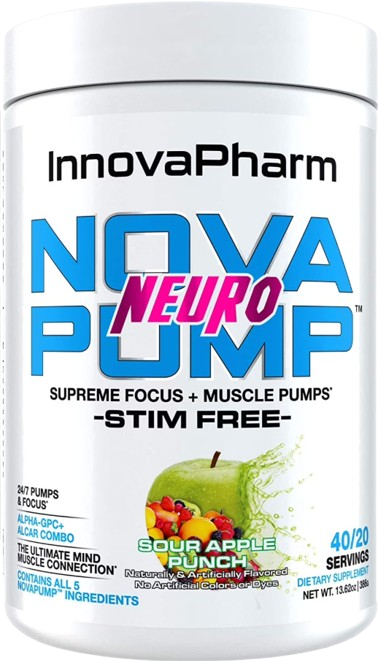 InnovaPharm
NOVA
NEURO
PUMP™
SUPREME FOCUS + MUSCLE PUMPS*
-STIM FREE-
24/7 PUMPS
& FOCUS*
ALPHA-GPC+
ALCAR COMBO
THE ULTIMATE MIND
MUSCLE CONNECTION*
CONTAINS ALL 5
NOVAPUMP™ INGREDIENTS
SOUR APPLE
PUNCH
Naturally & Artificially Flavored
No Artificial Colors or Dyes
40/20
SERVINGS
DIETARY SUPPLEMENT
NET WT. 13.62oz | 386g